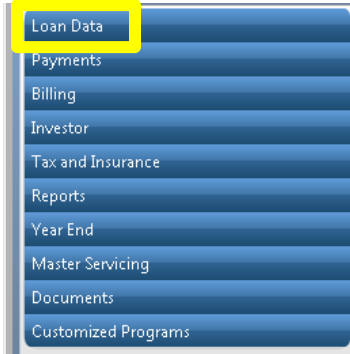 Loan Data
Payments
Billing
Investor
Tax and Insurance
Reports
Year End
Master Servicing
Documents
Customized Programs